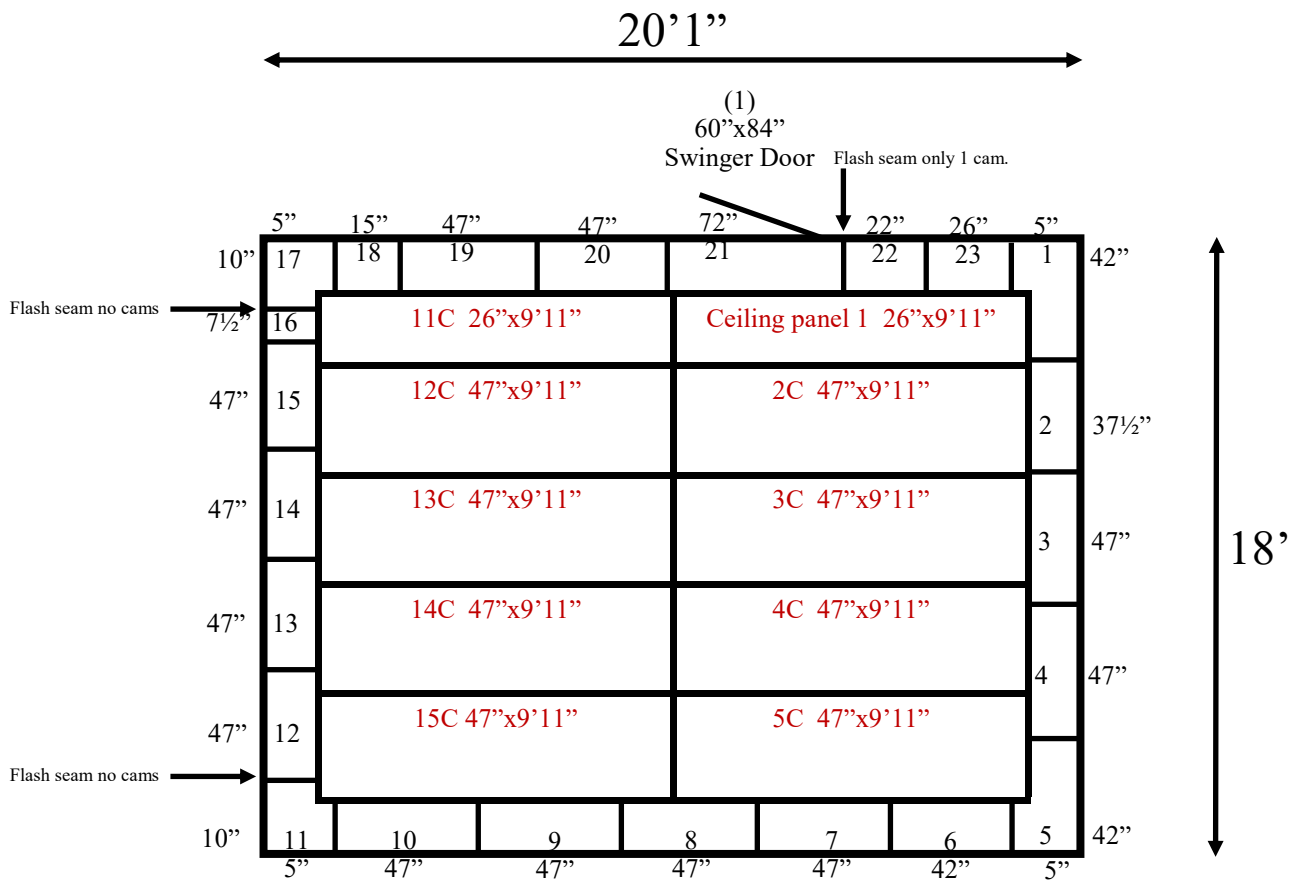 20’1”
(1)
60”x84”
Swinger Door
Flash seam only 1 cam.
5” 15” 47” 47” 72” 22” 26” 5”
10” 17 18 19 20 21 22 23 1 42”
Flash seam no cams
7½” 16 11C 26”x9’11” Ceiling panel 1 26”x9’11”
47” 15 12C 47”x9’11” 2C 47”x9’11” 2 37½”
47” 14 13C 47”x9’11” 3C 47”x9’11” 3 47”
18’
47” 13 14C 47”x9’11” 4C 47”x9’11” 4 47”
47” 12 15C 47”x9’11” 5C 47”x9’11”
Flash seam no cams
10” 11 10 9 8 7 6 5 42”
5” 47” 47” 47” 47” 42” 5”